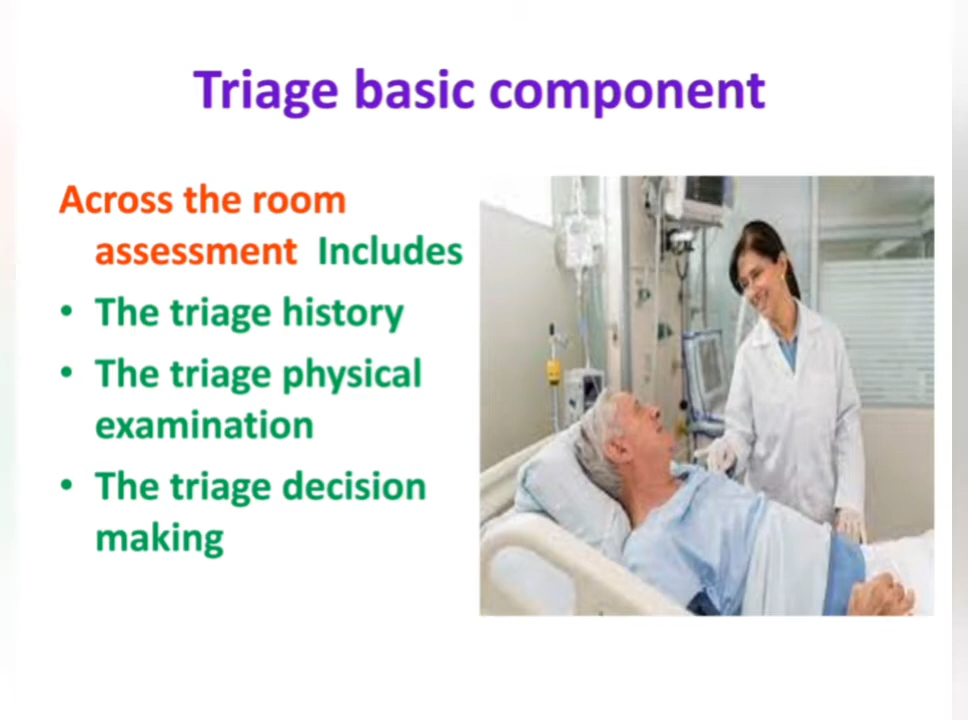 Triage basic component
Across the room
assessment Includes
• The triage history
• The triage physical
examination
• The triage decision
making